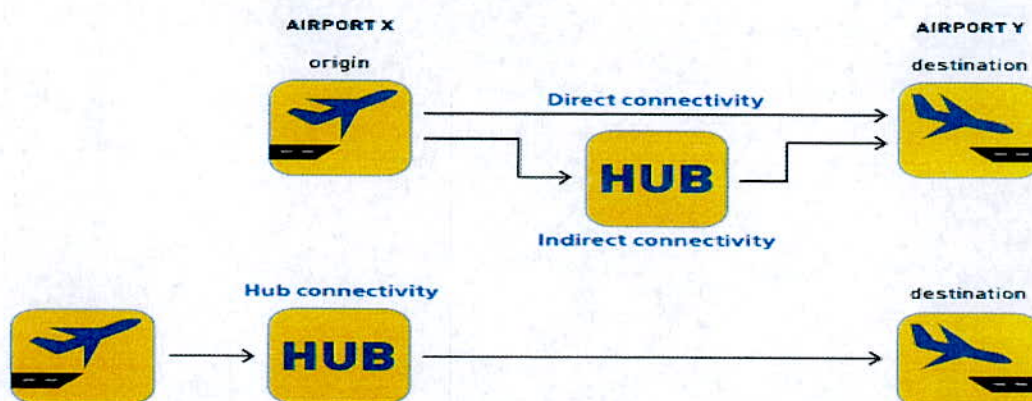 AIRPORT X
AIRPORT Y
origin
destination
Direct connectivity
HUB
Indirect connectivity
Hub connectivity
destination
HUB